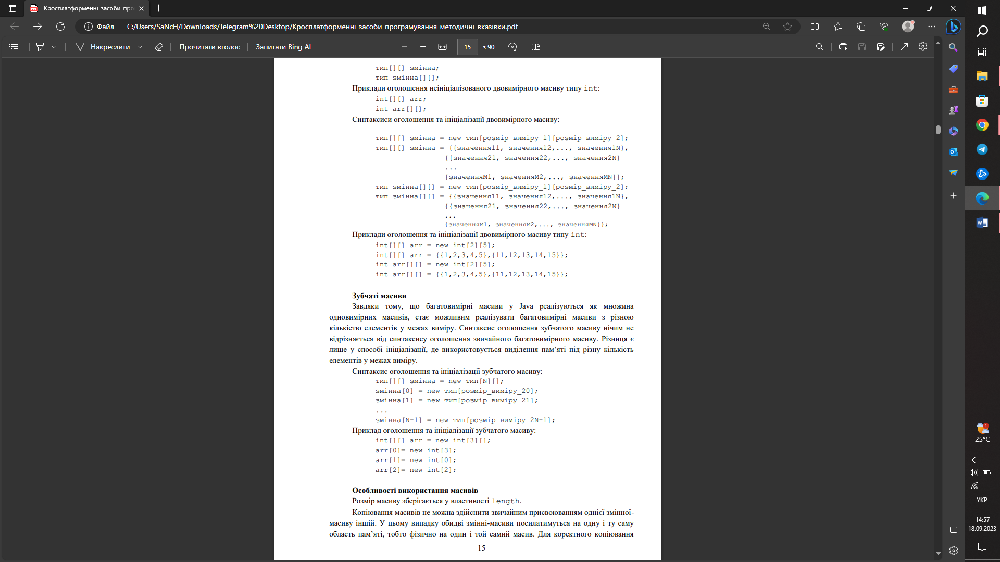 Кросплатформенні_засоби_про
Файл
C:/Users/SaNcH/Downloads/Telegram%20Desktop/Кросплатформенні_засоби_програмування_методичні_вказівки.pdf
Накреслити
Прочитати вголос
Запитати Bing AI
15
з 90
тип[][] змінна;
тип змінна[][];
Приклади оголошення неініціалізованого двовимірного масиву типу int:
int[][] arr;
int arr[][];
Синтаксиси оголошення та ініціалізації двовимірного масиву:
тип[][] змінна = new тип[розмір_виміру_1][розмір_виміру_2];
тип[][] змінна = {{значення11, значення12,..., значення1N},
{{значення21, значення22,..., значення2N}
...
{значенняM1, значенняM2,..., значенняMN}};
тип змінна[][] = new тип[розмір_виміру_1][розмір_виміру_2];
тип змінна[][] = {{значення11, значення12,..., значення1N},
{{значення21, значення22,..., значення2N}
...
{значенняM1, значенняM2,..., значенняMN}};
Приклади оголошення та ініціалізації двовимірного масиву типу int:
int[][] arr = new int[2][5];
int[][] arr = {{1,2,3,4,5},{11,12,13,14,15}};
int arr[][] = new int[2][5];
int arr[][] = {{1,2,3,4,5},{11,12,13,14,15}};
Зубчаті масиви
Завдяки тому, що багатовимірні масиви у Java реалізуються як множина
одновимірних масивів, стає можливим реалізувати багатовимірні масиви з різною
кількістю елементів у межах виміру. Синтаксис оголошення зубчатого масиву нічим не
відрізняється від синтаксису оголошення звичайного багатовимірного масиву. Різниця є
лише у способі ініціалізації, де використовується виділення пам’яті під різну кількість
елементів у межах виміру.
Синтаксис оголошення та ініціалізації зубчатого масиву:
тип[][] змінна = new тип[N][];
змінна[0] = new тип[розмір_виміру_20];
змінна[1] = new тип[розмір_виміру_21];
...
змінна[N-1] = new тип[розмір_виміру_2N-1];
Приклад оголошення та ініціалізації зубчатого масиву:
int[][] arr = new int[3][];
arr[0]= new int[3];
arr[1]= new int[0];
arr[2]= new int[2];
Особливості використання масивів
Розмір масиву зберігається у властивості length.
Копіювання масивів не можна здійснити звичайним присвоюванням однієї змінної-
масиву іншій. У цьому випадку обидві змінні-масиви посилатимуться на одну і ту саму
область пам’яті, тобто фізично на один і той самий масив. Для коректного копіювання
15
1
25°C
УКР
14:57
18.09.2023